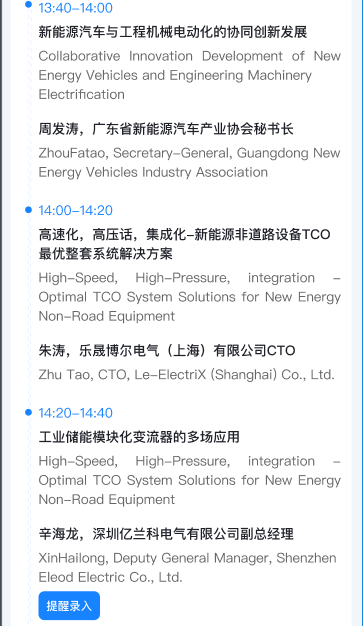 13:40-14:00
新能源汽车与工程机械电动化的协同创新发展
Collaborative Innovation Development of New
Energy Vehicles and Engineering Machinery
Electrification
周发涛，广东省新能源汽车产业协会秘书长
ZhouFatao, Secretary-General, Guangdong New
Energy Vehicles Industry Association
14:00-14:20
高速化，高压话，集成化-新能源非道路设备TCO
最优整套系统解决方案
High-Speed, High-Pressure, integration -
Optimal TCO System Solutions for New Energy
Non-Road Equipment
朱涛，乐晟博尔电气（上海）有限公司CTO
Zhu Tao, CTO, Le-ElectriX (Shanghai) Co., Ltd.
14:20-14:40
工业储能模块化变流器的多场应用
High-Speed, High-Pressure, integration -
Optimal TCO System Solutions for New Energy
Non-Road Equipment
辛海龙，深圳亿兰科电气有限公司副总经理
XinHailong, Deputy General Manager, Shenzhen
Eleod Electric Co., Ltd.
提醒录入